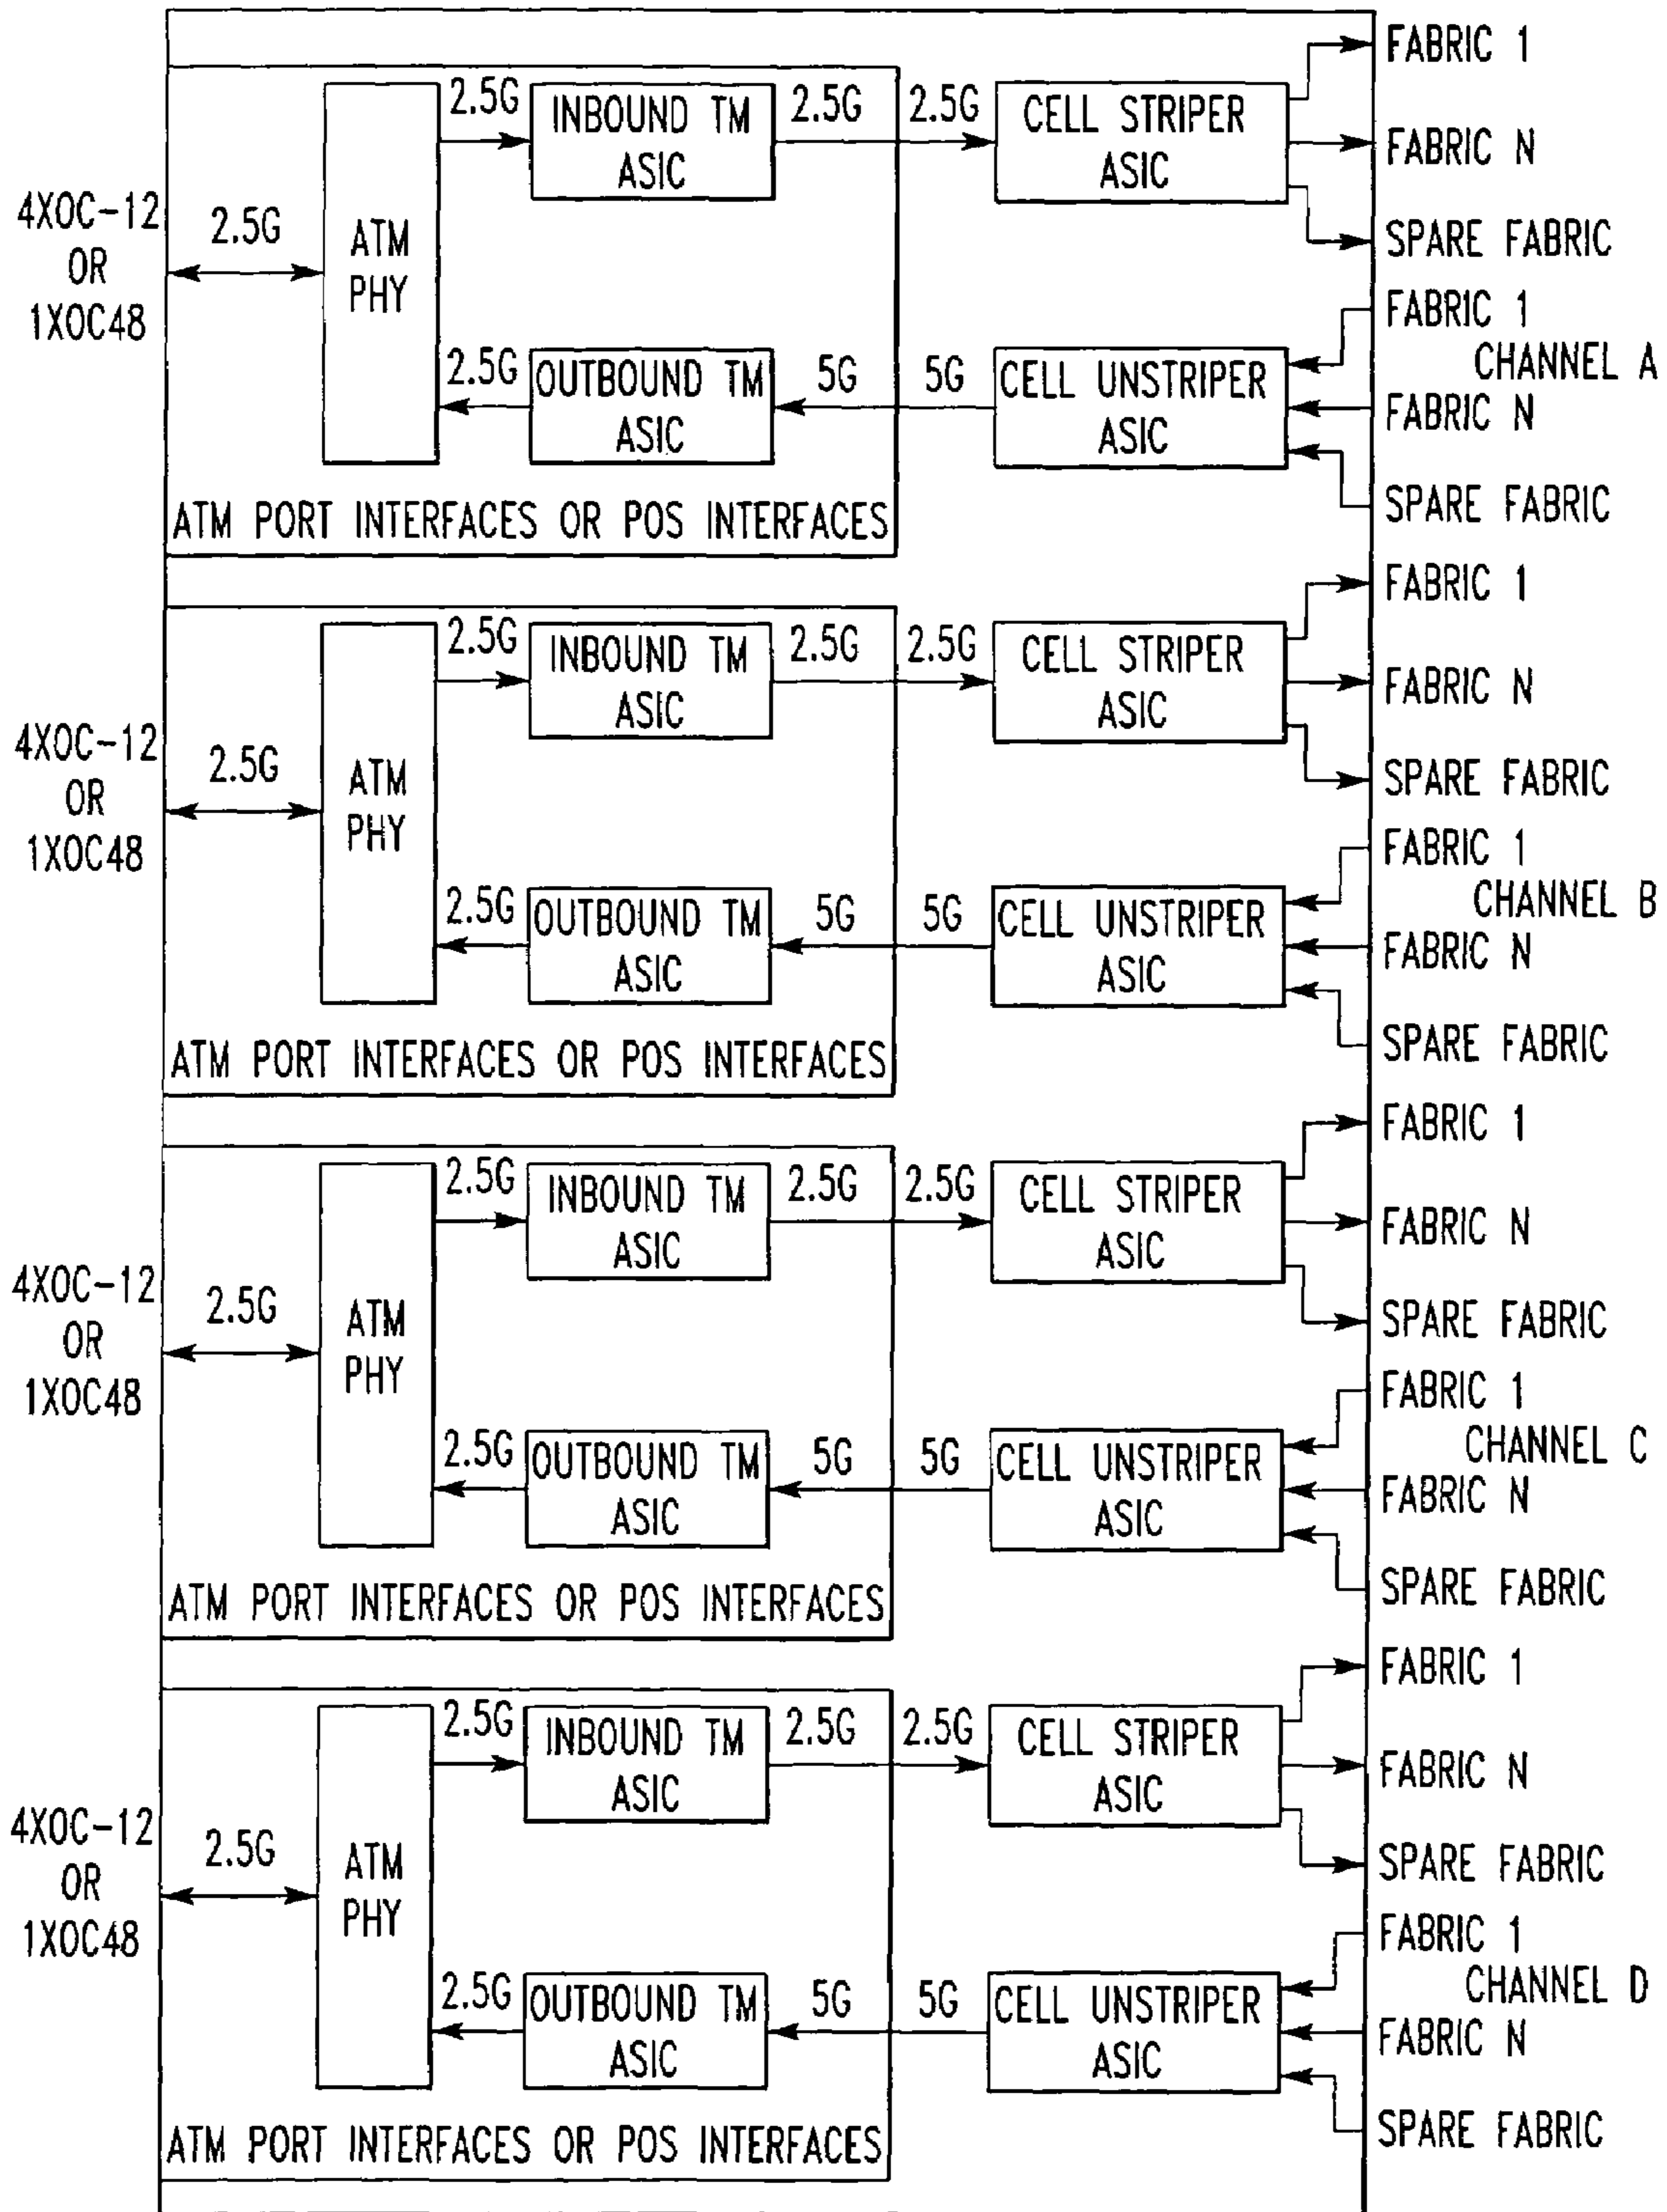 FABRIC 1
2.5G
INBOUND TM
ASIC
2.5G
2.5G
CELL STRIPER
ASIC
FABRIC N
4XOC-12
OR
1XOC48
2.5G
ATM
PHY
SPARE FABRIC
FABRIC 1
CHANNEL A
2.5G
OUTBOUND TM
ASIC
5G
5G
CELL UNSTRIPER
ASIC
FABRIC N
SPARE FABRIC
ATM PORT INTERFACES OR POS INTERFACES
FABRIC 1
2.5G
INBOUND TM
ASIC
2.5G
2.5G
CELL STRIPER
ASIC
FABRIC N
4XOC-12
OR
1XOC48
2.5G
ATM
PHY
SPARE FABRIC
FABRIC 1
CHANNEL B
2.5G
OUTBOUND TM
ASIC
5G
5G
CELL UNSTRIPER
ASIC
FABRIC N
SPARE FABRIC
ATM PORT INTERFACES OR POS INTERFACES
FABRIC 1
2.5G
INBOUND TM
ASIC
2.5G
2.5G
CELL STRIPER
ASIC
FABRIC N
4XOC-12
OR
1XOC48
2.5G
ATM
PHY
SPARE FABRIC
FABRIC 1
CHANNEL C
2.5G
OUTBOUND TM
ASIC
5G
5G
CELL UNSTRIPER
ASIC
FABRIC N
SPARE FABRIC
ATM PORT INTERFACES OR POS INTERFACES
FABRIC 1
2.5G
INBOUND TM
ASIC
2.5G
2.5G
CELL STRIPER
ASIC
FABRIC N
4XOC-12
OR
1XOC48
2.5G
ATM
PHY
SPARE FABRIC
FABRIC 1
CHANNEL D
2.5G
OUTBOUND TM
ASIC
5G
5G
CELL UNSTRIPER
ASIC
FABRIC N
SPARE FABRIC
ATM PORT INTERFACES OR POS INTERFACES